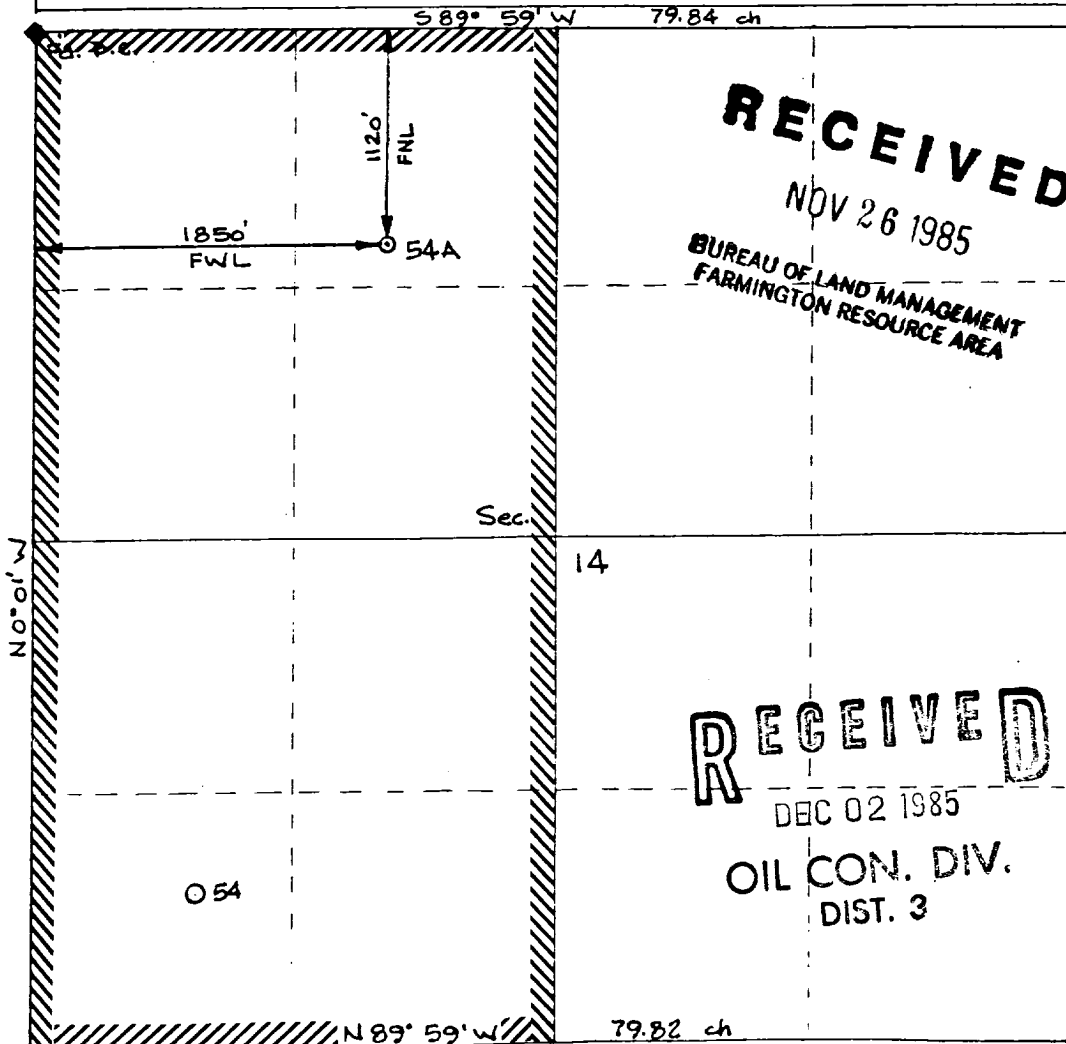 S 89° 59' W 79.84 ch
Fd. B.C.
1120'
FNL
1850'
FWL
54A
RECEIVED
NOV 26 1985
BUREAU OF LAND MANAGEMENT
FARMINGTON RESOURCE AREA
Sec.
14
N0°01'W
RECEIVED
DEC 02 1985
OIL CON. DIV.
DIST. 3
54
N 89° 59' W 79.82 ch